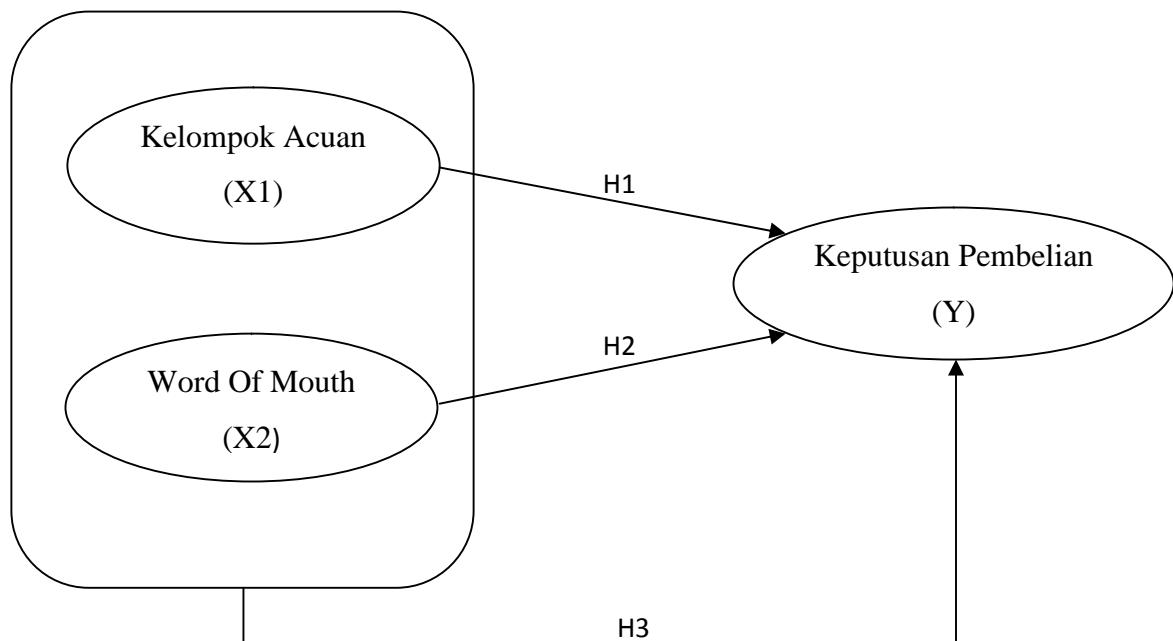 Kelompok Acuan
(X1)
H1
Keputusan Pembelian
(Y)
H2
Word Of Mouth
(X2)
H3